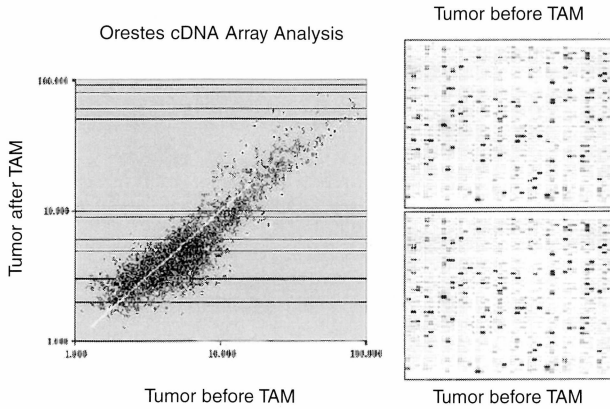 Orestes cDNA Array Analysis
Tumor before TAM
100.000
10.000
1.000
Tumor after TAM
1.000
10.000
100.000
Tumor before TAM
Tumor before TAM